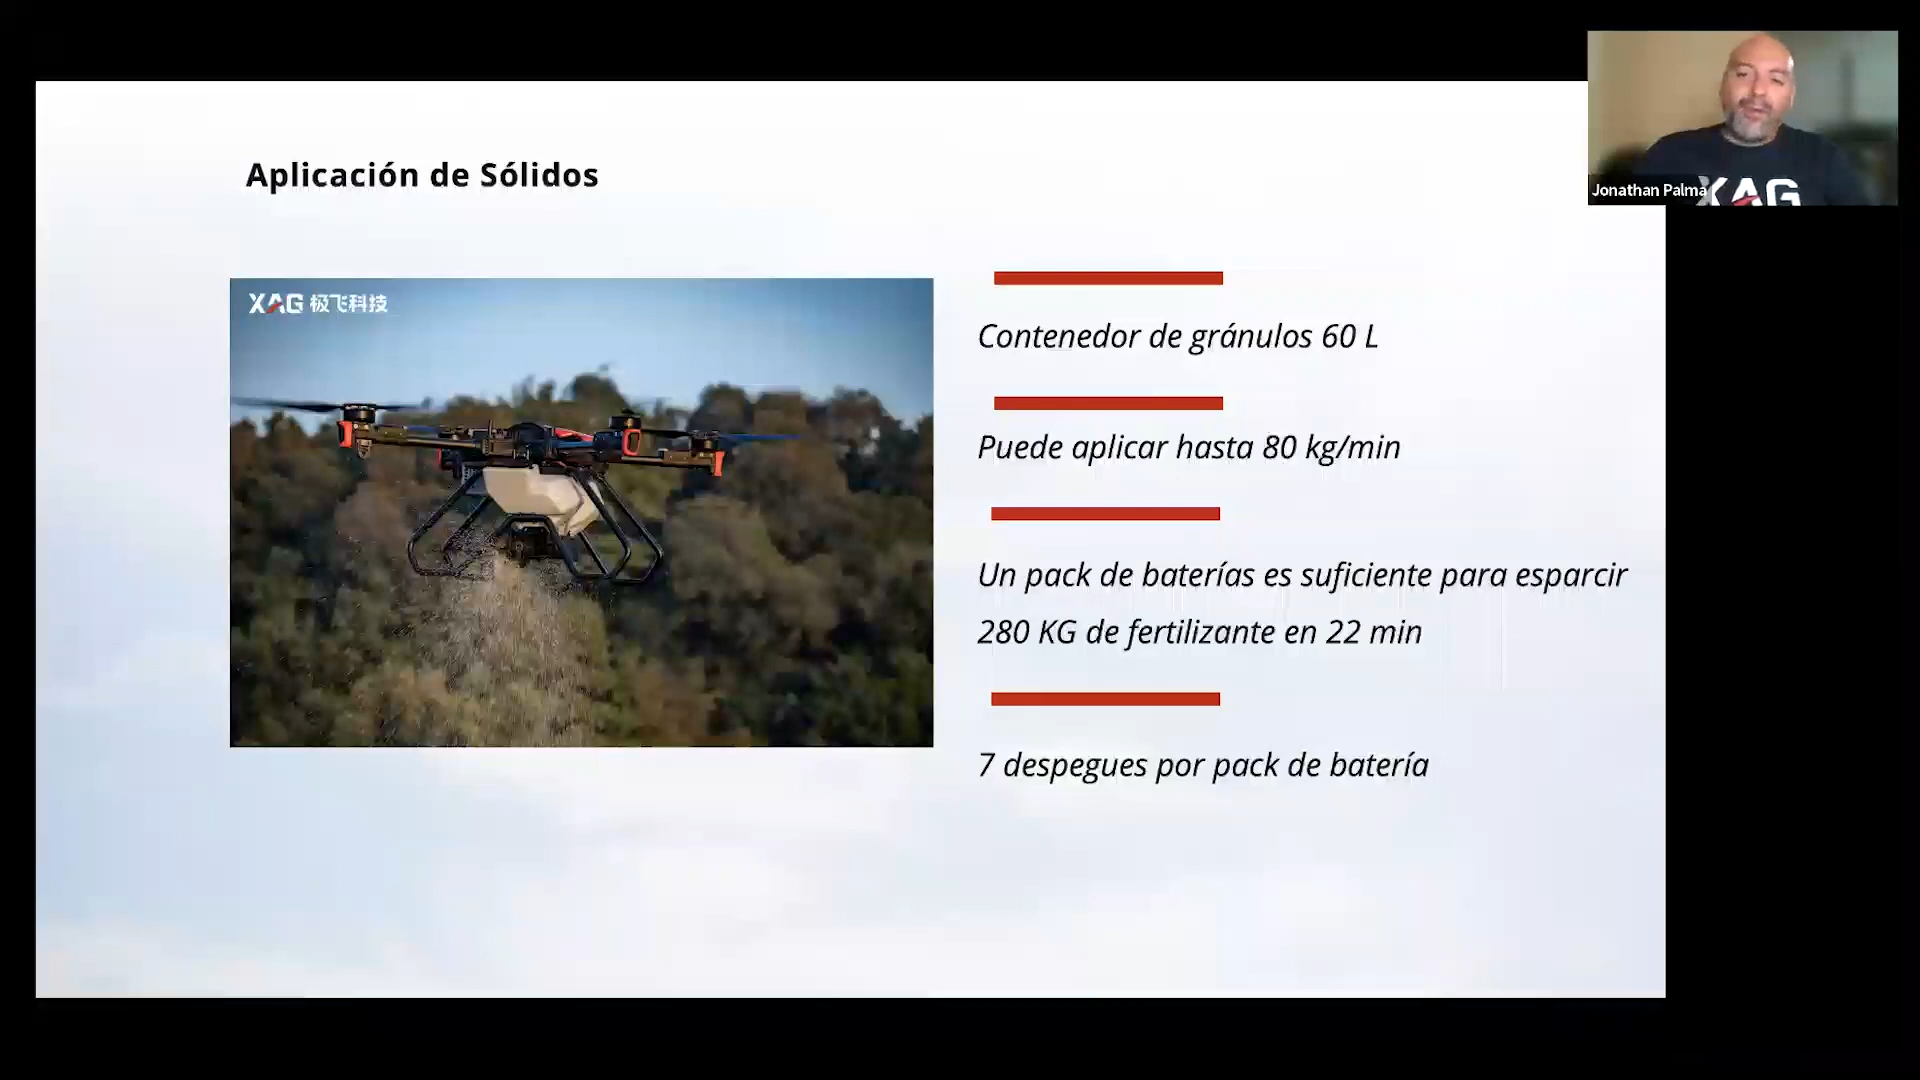 Aplicación de Sólidos
XAG 极飞科技
Contenedor de gránulos 60 L
Puede aplicar hasta 80 kg/min
Un pack de baterías es suficiente para esparcir
280 KG de fertilizante en 22 min
7 despegues por pack de batería
Jonathan Palma
XAG